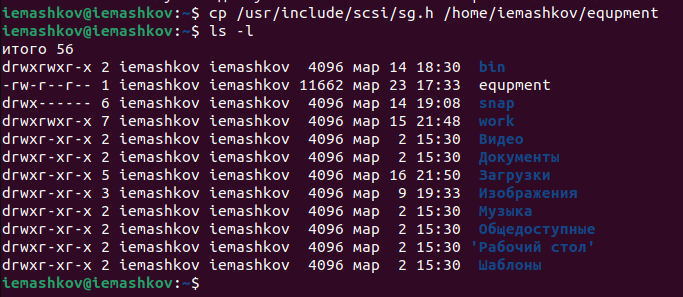 iemashkov@iemashkov:~$ cp /usr/include/scsi/sg.h /home/iemashkov/equpment
iemashkov@iemashkov:~$ ls -l
итого 56
drwxrwxr-x 2 iemashkov iemashkov  4096 мар 14 18:30  bin
-rw-r--r-- 1 iemashkov iemashkov 11662 мар 23 17:33  equpment
drwx------ 6 iemashkov iemashkov  4096 мар 14 19:08  snap
drwxrwxr-x 7 iemashkov iemashkov  4096 мар 15 21:48  work
drwxr-xr-x 2 iemashkov iemashkov  4096 мар  2 15:30  Видео
drwxr-xr-x 2 iemashkov iemashkov  4096 мар  2 15:30  Документы
drwxr-xr-x 5 iemashkov iemashkov  4096 мар 16 21:50  Загрузки
drwxr-xr-x 3 iemashkov iemashkov  4096 мар  9 19:33  Изображения
drwxr-xr-x 2 iemashkov iemashkov  4096 мар  2 15:30  Музыка
drwxr-xr-x 2 iemashkov iemashkov  4096 мар  2 15:30  Общедоступные
drwxr-xr-x 2 iemashkov iemashkov  4096 мар  2 15:30 'Рабочий стол'
drwxr-xr-x 2 iemashkov iemashkov  4096 мар  2 15:30  Шаблоны
iemashkov@iemashkov:~$